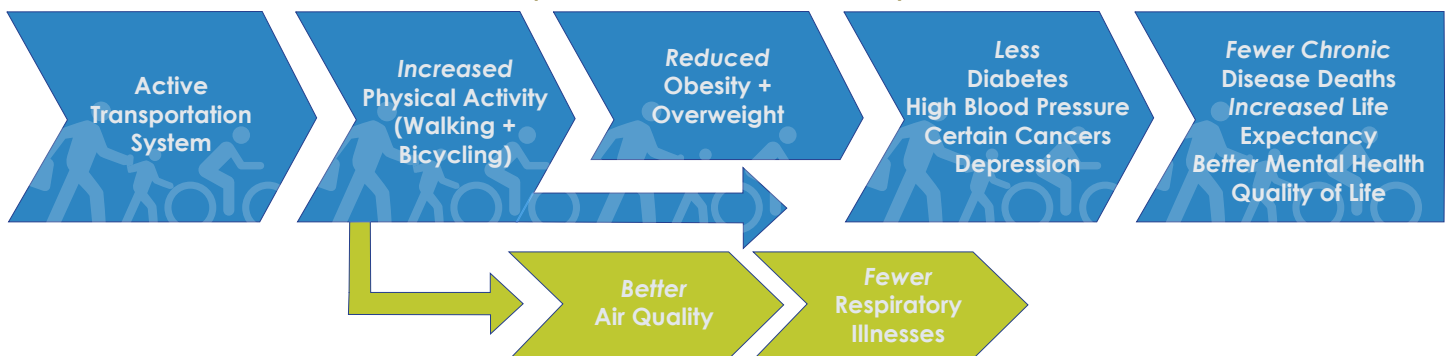 Active
Transportation
System
Increased
Physical Activity
(Walking +
Bicycling)
Reduced
Obesity +
Overweight
Less
Diabetes
High Blood Pressure
Certain Cancers
Depression
Fewer Chronic
Disease Deaths
Increased Life
Expectancy
Better Mental Health
Quality of Life
Better
Air Quality
Fewer
Respiratory
Illnesses